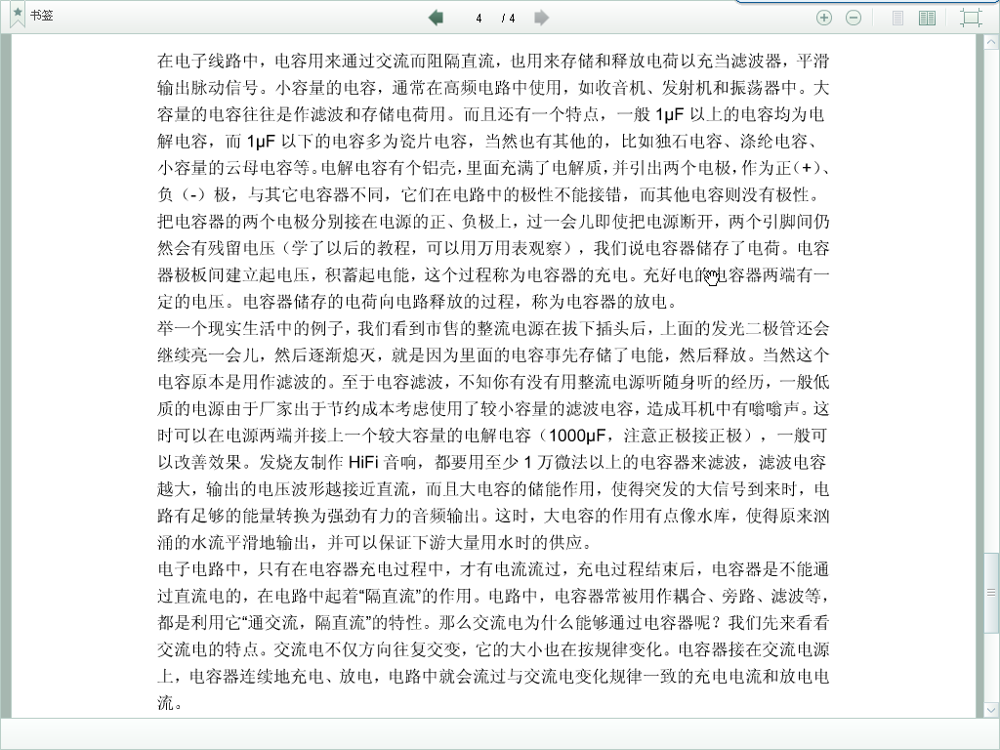 书签
4 / 4
在电子线路中，电容用来通过交流而阻隔直流，也用来存储和释放电荷以充当滤波器，平滑
输出脉动信号。小容量的电容，通常在高频电路中使用，如收音机、发射机和振荡器中。大
容量的电容往往是作滤波和存储电荷用。而且还有一个特点，一般 1μF 以上的电容均为电
解电容，而 1μF 以下的电容多为瓷片电容，当然也有其他的，比如独石电容、涤纶电容、
小容量的云母电容等。电解电容有个铝壳，里面充满了电解质，并引出两个电极，作为正（+）、
负（-）极，与其它电容器不同，它们在电路中的极性不能接错，而其他电容则没有极性。
把电容器的两个电极分别接在电源的正、负极上，过一会儿即使把电源断开，两个引脚间仍
然会有残留电压（学了以后的教程，可以用万用表观察），我们说电容器储存了电荷。电容
器极板间建立起电压，积蓄起电能，这个过程称为电容器的充电。充好电的电容器两端有一
定的电压。电容器储存的电荷向电路释放的过程，称为电容器的放电。
举一个现实生活中的例子，我们看到市售的整流电源在拔下插头后，上面的发光二极管还会
继续亮一会儿，然后逐渐熄灭，就是因为里面的电容事先存储了电能，然后释放。当然这个
电容原本是用作滤波的。至于电容滤波，不知你有没有用整流电源听随身听的经历，一般低
质的电源由于厂家出于节约成本考虑使用了较小容量的滤波电容，造成耳机中有嗡嗡声。这
时可以在电源两端并接上一个较大容量的电解电容（1000μF，注意正极接正极），一般可
以改善效果。发烧友制作 HiFi 音响，都要用至少 1 万微法以上的电容器来滤波，滤波电容
越大，输出的电压波形越接近直流，而且大电容的储能作用，使得突发的大信号到来时，电
路有足够的能量转换为强劲有力的音频输出。这时，大电容的作用有点像水库，使得原来汹
涌的水流平滑地输出，并可以保证下游大量用水时的供应。
电子电路中，只有在电容器充电过程中，才有电流流过，充电过程结束后，电容器是不能通
过直流电的，在电路中起着“隔直流”的作用。电路中，电容器常被用作耦合、旁路、滤波等，
都是利用它“通交流，隔直流”的特性。那么交流电为什么能够通过电容器呢？我们先来看看
交流电的特点。交流电不仅方向往复交变，它的大小也在按规律变化。电容器接在交流电源
上，电容器连续地充电、放电，电路中就会流过与交流电变化规律一致的充电电流和放电电
流。